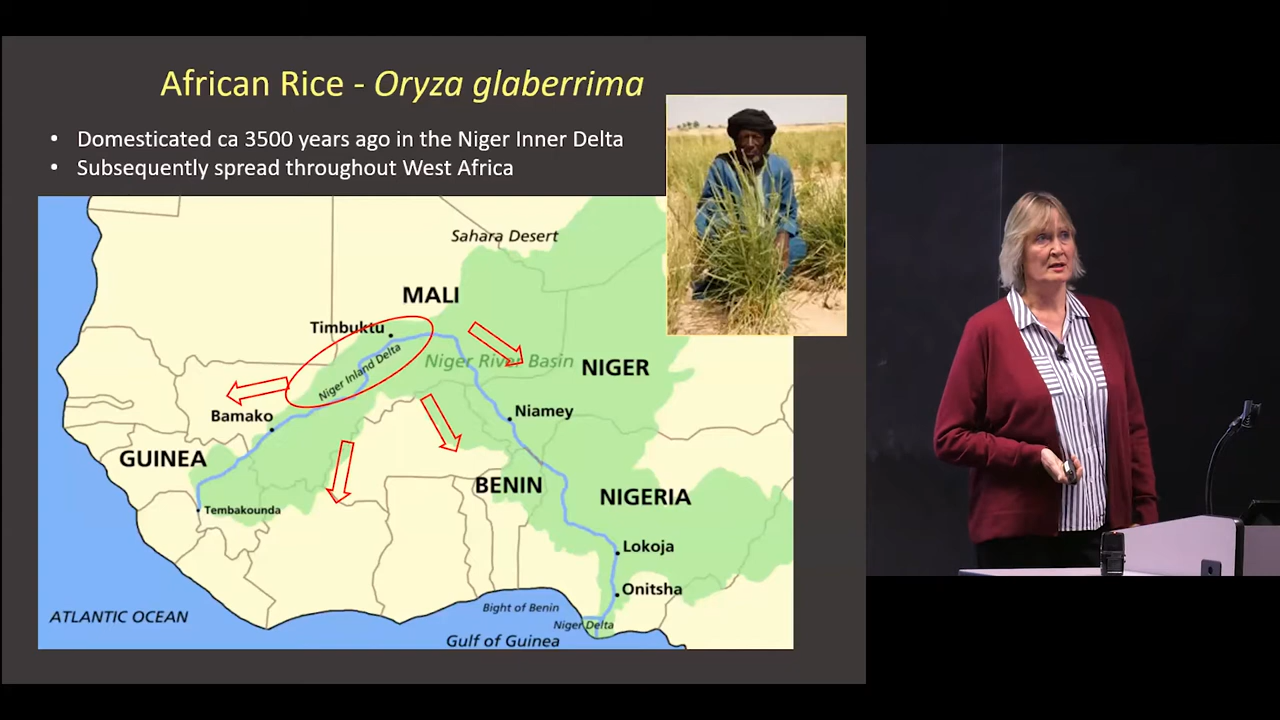 African Rice - Oryza glaberrima
• Domesticated ca 3500 years ago in the Niger Inner Delta
• Subsequently spread throughout West Africa
Sahara Desert
MALI
Timbuktu
Niger Inland Delta
Niger River Basin
NIGER
Bamako
Niamey
GUINEA
BENIN
NIGERIA
Tembakounda
Lokoja
Onitsha
ATLANTIC OCEAN
Bight of Benin
Niger Delta
Gulf of Guinea